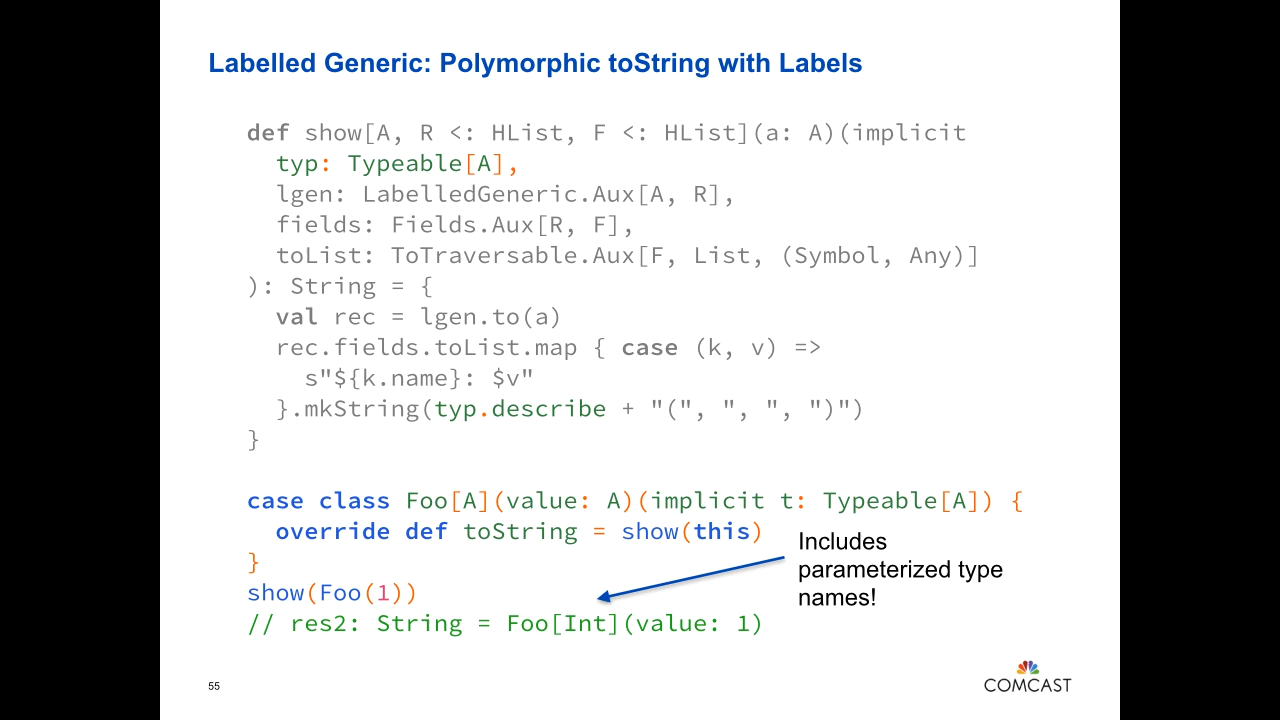 Labelled Generic: Polymorphic toString with Labels
def show[A, R <: HList, F <: HList](a: A)(implicit
typ: Typeable[A],
lgen: LabelledGeneric.Aux[A, R],
fields: Fields.Aux[R, F],
toList: ToTraversable.Aux[F, List, (Symbol, Any)]
): String = {
val rec = lgen.to(a)
rec.fields.toList.map { case (k, v) =>
s"${k.name}: $v"
}.mkString(typ.describe + "(", ", ", ")")
}
case class Foo[A](value: A)(implicit t: Typeable[A]) {
override def toString = show(this)
}
show(Foo(1))
// res2: String = Foo[Int](value: 1)
Includes
parameterized type
names!
55
COMCAST